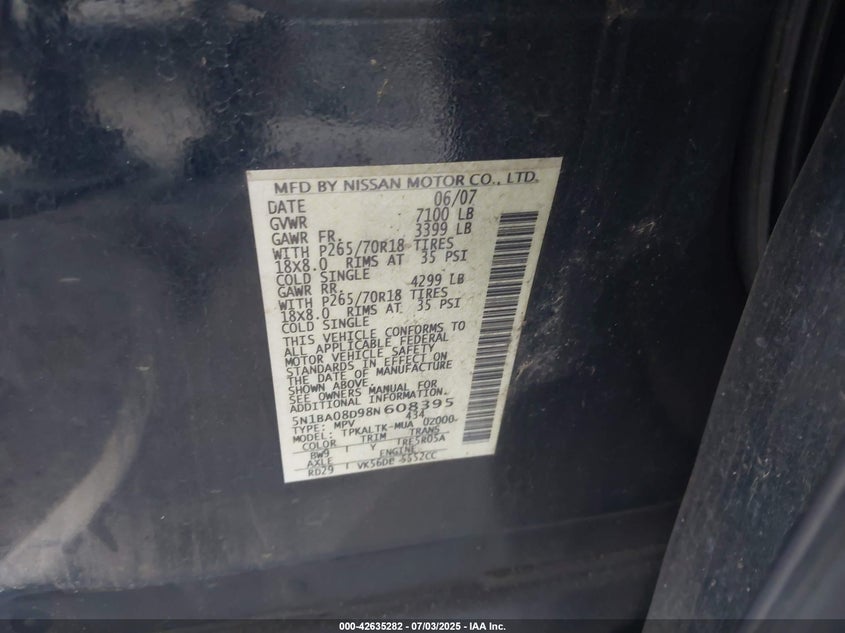 MFD BY NISSAN MOTOR CO., LTD.
DATE 06/07
GVWR 7100 LB
GAWR FR. 3399 LB
WITH P265/70R18 TIRES
18X8.0 RIMS AT 35 PSI
COLD SINGLE
GAWR RR. 4299 LB
WITH P265/70R18 TIRES
18X8.0 RIMS AT 35 PSI
COLD SINGLE
THIS VEHICLE CONFORMS TO
ALL APPLICABLE FEDERAL
MOTOR VEHICLE SAFETY
STANDARDS IN EFFECT ON
THE DATE OF MANUFACTURE
SHOWN ABOVE.
SEE OWNERS MANUAL FOR
ADDITIONAL INFORMATION.
5N1BA08D98N608395
TYPE: MPV 434
MODEL: TPKALTK-MUA 02000-
COLOR TRIM TRANS
BW9 Y TRE5R05A
AXLE ENGINE
RD29 VK56DE 5552CC
000-42635282 / 07/03/2025 - IAA Inc.